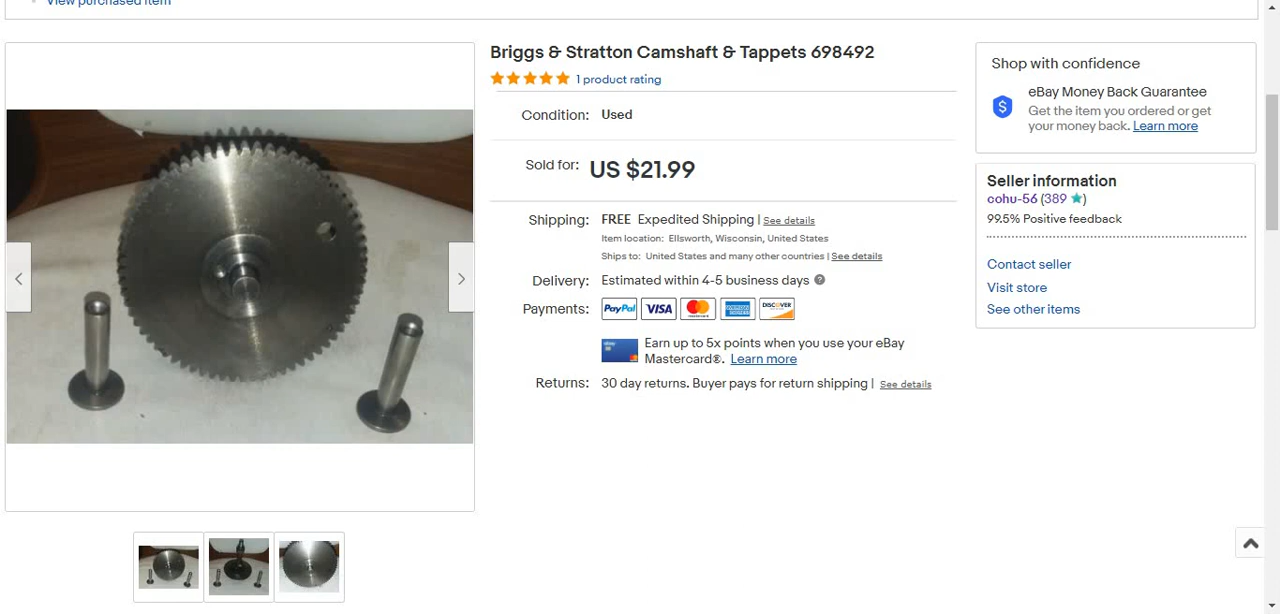 View purchased item
Briggs & Stratton Camshaft & Tappets 698492
1 product rating
Condition: Used
Sold for: US $21.99
Shipping: FREE Expedited Shipping | See details
Item location: Ellsworth, Wisconsin, United States
Ships to: United States and many other countries | See details
Delivery: Estimated within 4-5 business days ?
Payments: PayPal VISA mastercard AMERICAN EXPRESS DISCOVER
Earn up to 5x points when you use your eBay
Mastercard®. Learn more
Returns: 30 day returns. Buyer pays for return shipping | See details
Shop with confidence
eBay Money Back Guarantee
Get the item you ordered or get
your money back. Learn more
Seller information
cohu-56 (389 ★)
99.5% Positive feedback
Contact seller
Visit store
See other items